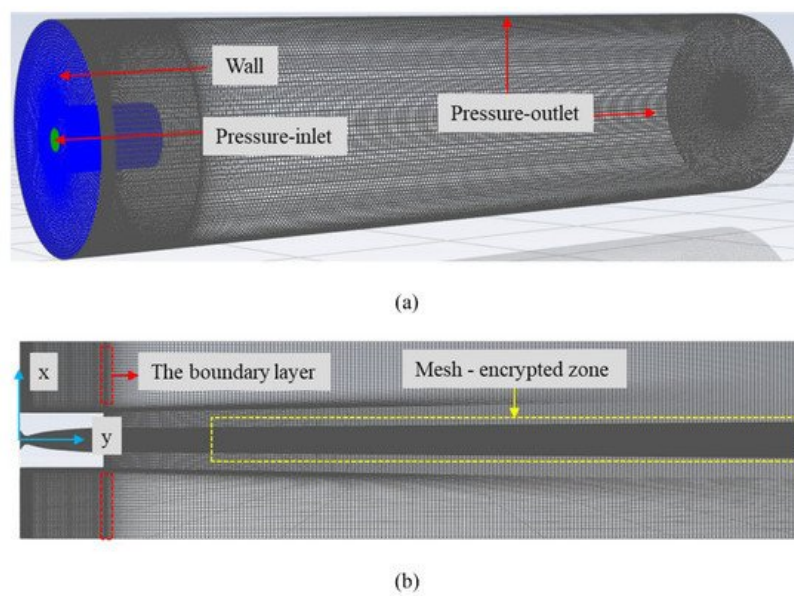 Wall
Pressure-inlet
Pressure-outlet
(a)
x
The boundary layer
Mesh - encrypted zone
y
(b)